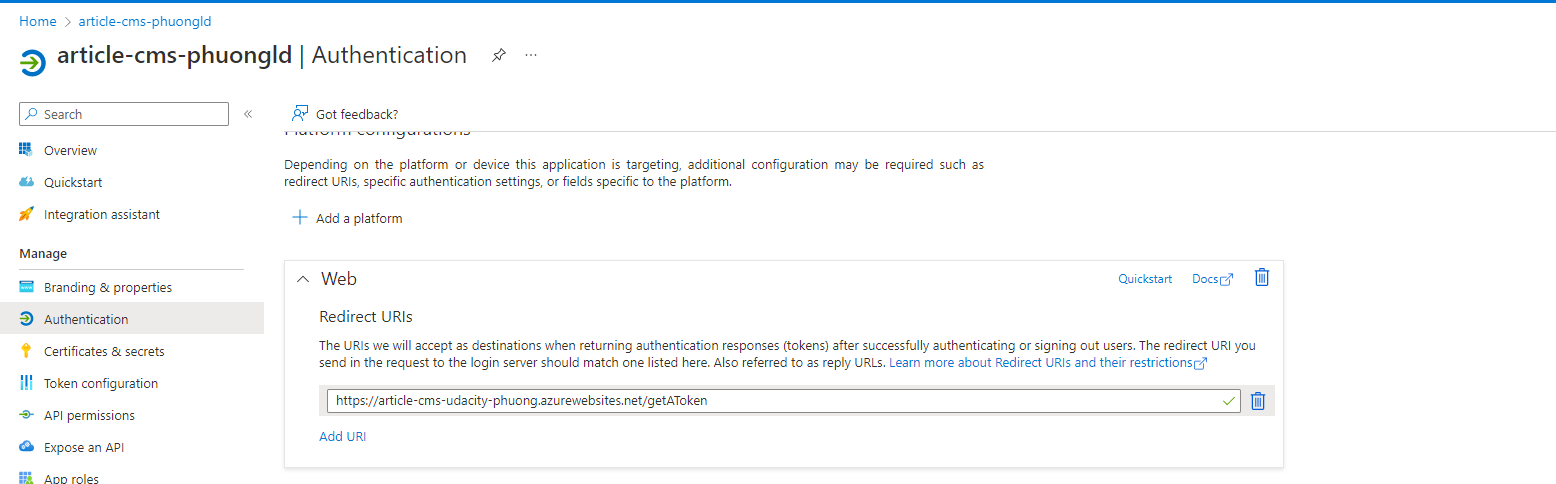 Home > article-cms-phuongld
article-cms-phuongld | Authentication ...
Search «
Got feedback?
Overview
Quickstart
Integration assistant
Manage
Branding & properties
Authentication
Certificates & secrets
Token configuration
API permissions
Expose an API
App roles
Platform configurations
Depending on the platform or device this application is targeting, additional configuration may be required such as
redirect URIs, specific authentication settings, or fields specific to the platform.
+ Add a platform
Web
Quickstart Docs
Redirect URIs
The URIs we will accept as destinations when returning authentication responses (tokens) after successfully authenticating or signing out users. The redirect URI you
send in the request to the login server should match one listed here. Also referred to as reply URLs. Learn more about Redirect URIs and their restrictions
https://article-cms-udacity-phuong.azurewebsites.net/getAToken
Add URI